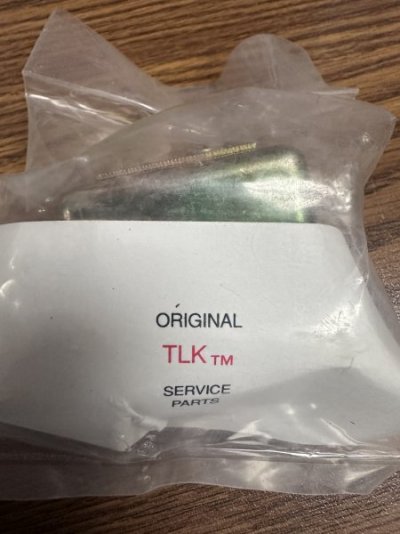 ORIGINAL
TLK TM
SERVICE
PARTS